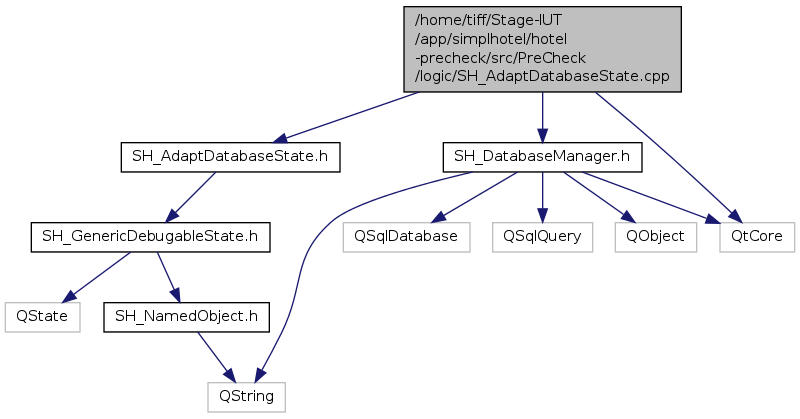 /home/tiff/Stage-IUT
/app/simplhotel/hotel
-precheck/src/PreCheck
/logic/SH_AdaptDatabaseState.cpp
SH_AdaptDatabaseState.h
SH_DatabaseManager.h
SH_GenericDebugableState.h
QSqlDatabase
QSqlQuery
QObject
QtCore
QState
SH_NamedObject.h
QString